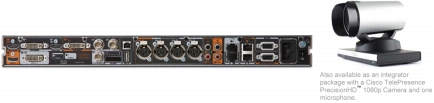 Also available as an integrator
package with a Cisco TelePresence
PrecisionHD™ 1080p Camera and one
microphone.